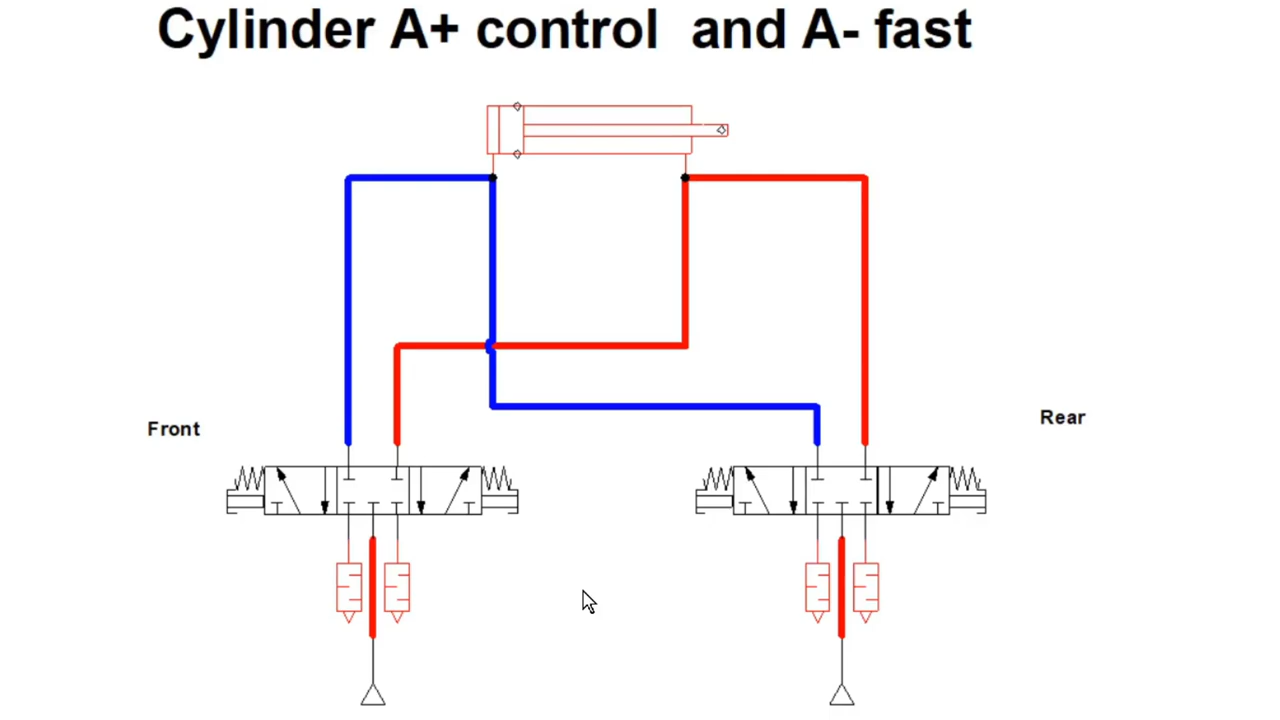 Cylinder A+ control and A- fast
Front
Rear